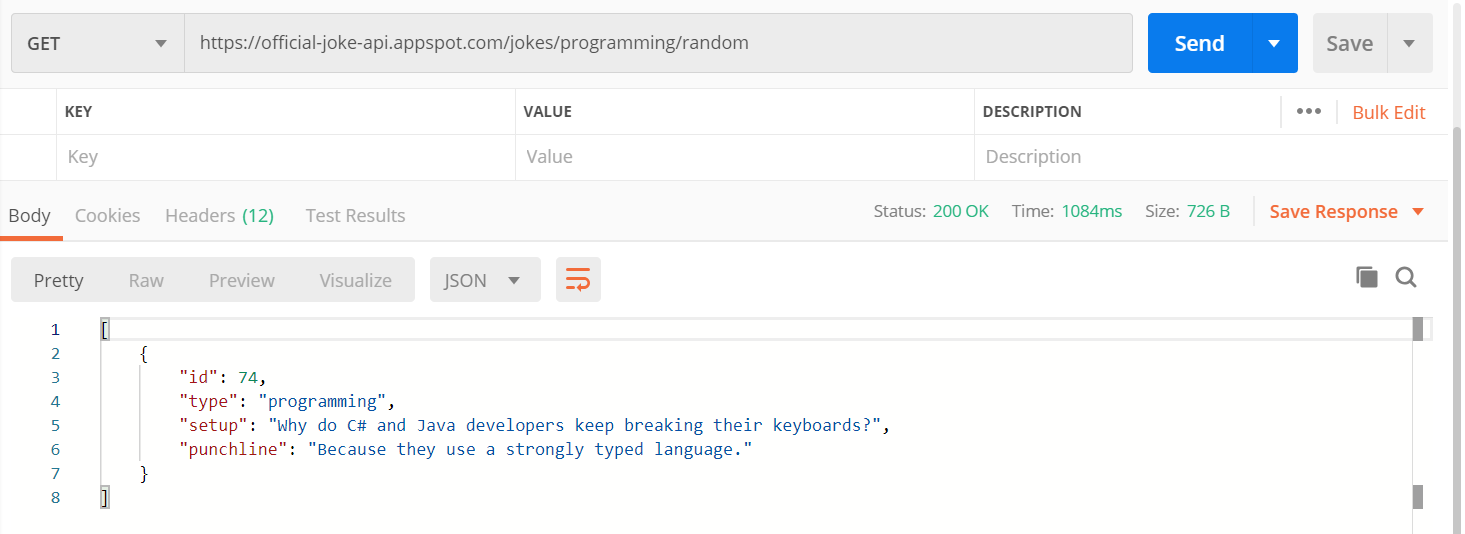 GET https://official-joke-api.appspot.com/jokes/programming/random Send Save
KEY VALUE DESCRIPTION ••• Bulk Edit
Key Value Description
Body Cookies Headers (12) Test Results Status: 200 OK Time: 1084ms Size: 726 B Save Response
Pretty Raw Preview Visualize JSON
1 [
2 {
3 "id": 74,
4 "type": "programming",
5 "setup": "Why do C# and Java developers keep breaking their keyboards?",
6 "punchline": "Because they use a strongly typed language."
7 }
8 ]